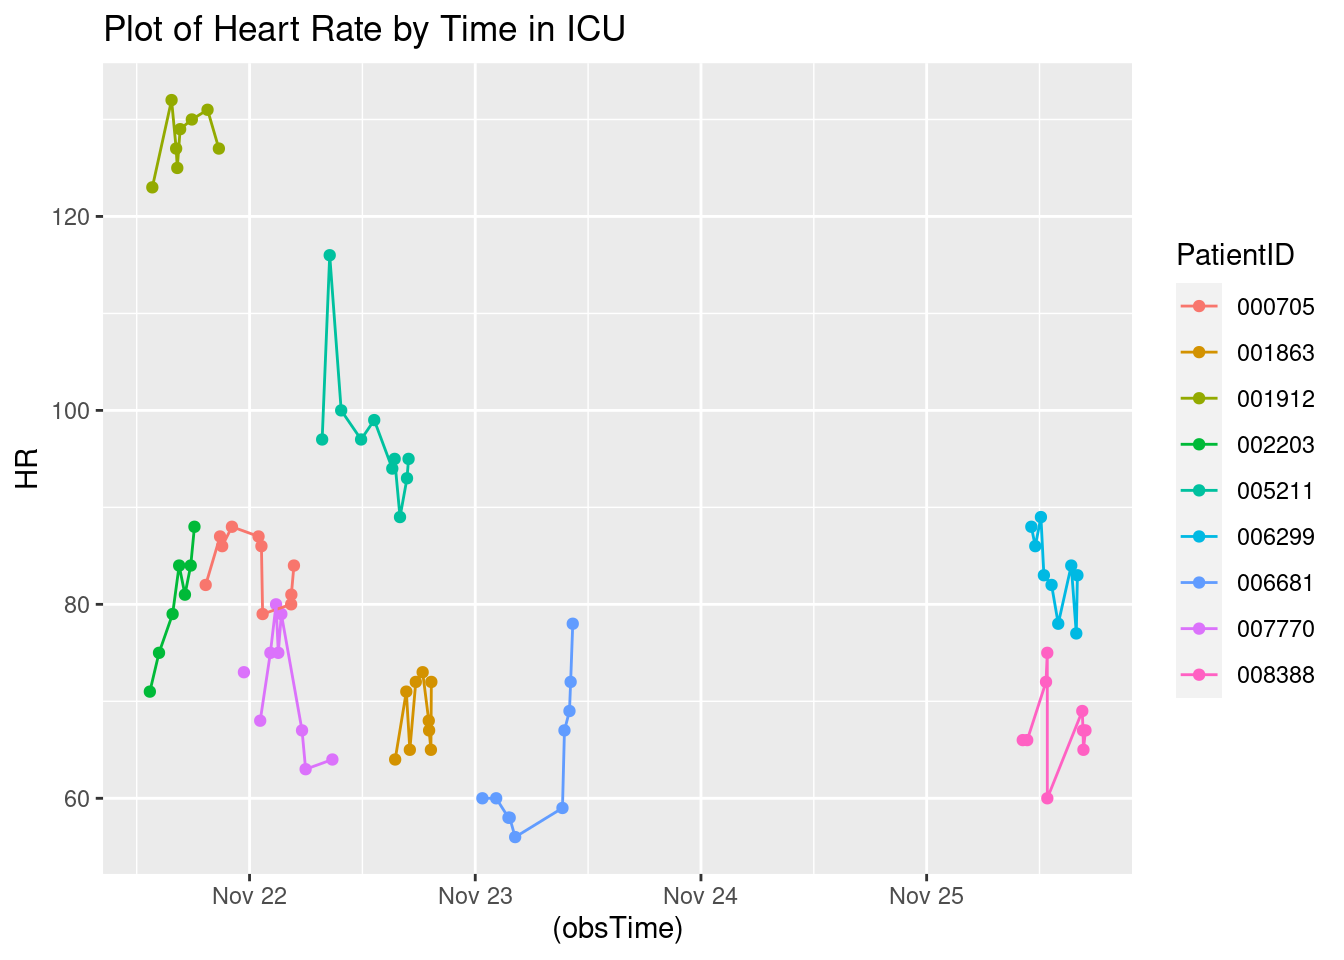 Plot of Heart Rate by Time in ICU
HR
120
100
80
60
Nov 22
Nov 23
Nov 24
Nov 25
(obsTime)
PatientID
000705
001863
001912
002203
005211
006299
006681
007770
008388